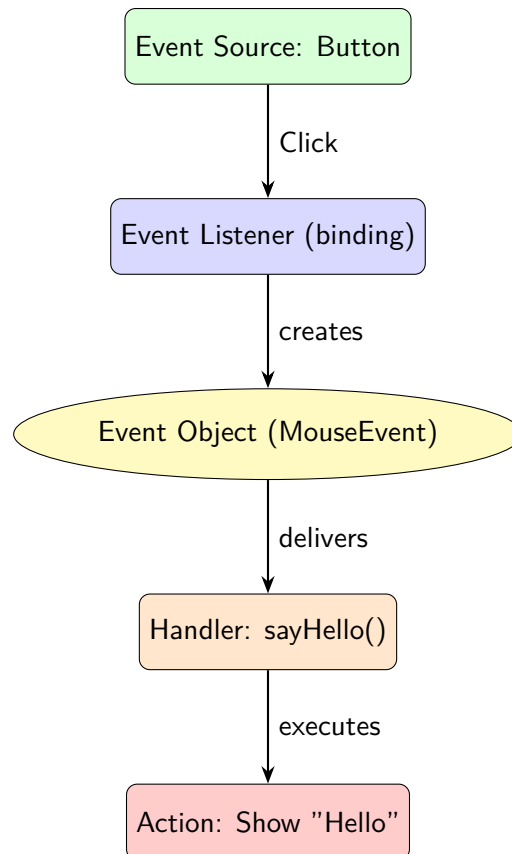 Event Source: Button
Click
Event Listener (binding)
creates
Event Object (MouseEvent)
delivers
Handler: sayHello()
executes
Action: Show ”Hello”